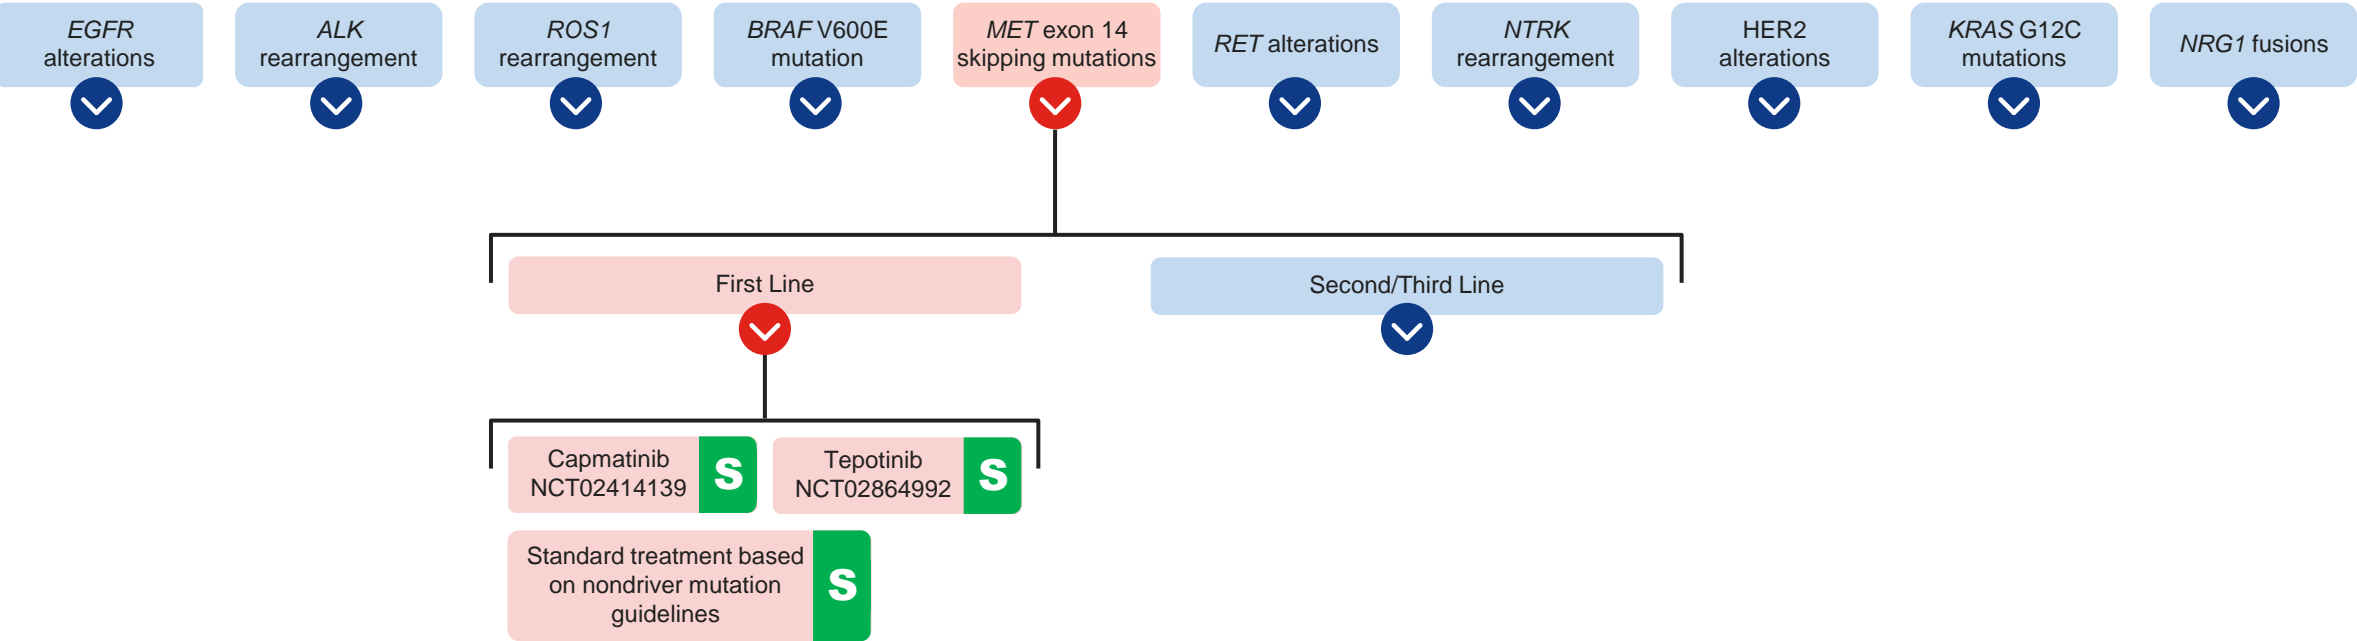 EGFR
alterations
ALK
rearrangement
ROS1
rearrangement
BRAF V600E
mutation
MET exon 14
skipping mutations
RET alterations
NTRK
rearrangement
HER2
alterations
KRAS G12C
mutations
NRG1 fusions
First Line
Second/Third Line
Capmatinib
NCT02414139
S
Tepotinib
NCT02864992
S
Standard treatment based
on nondriver mutation
guidelines
S